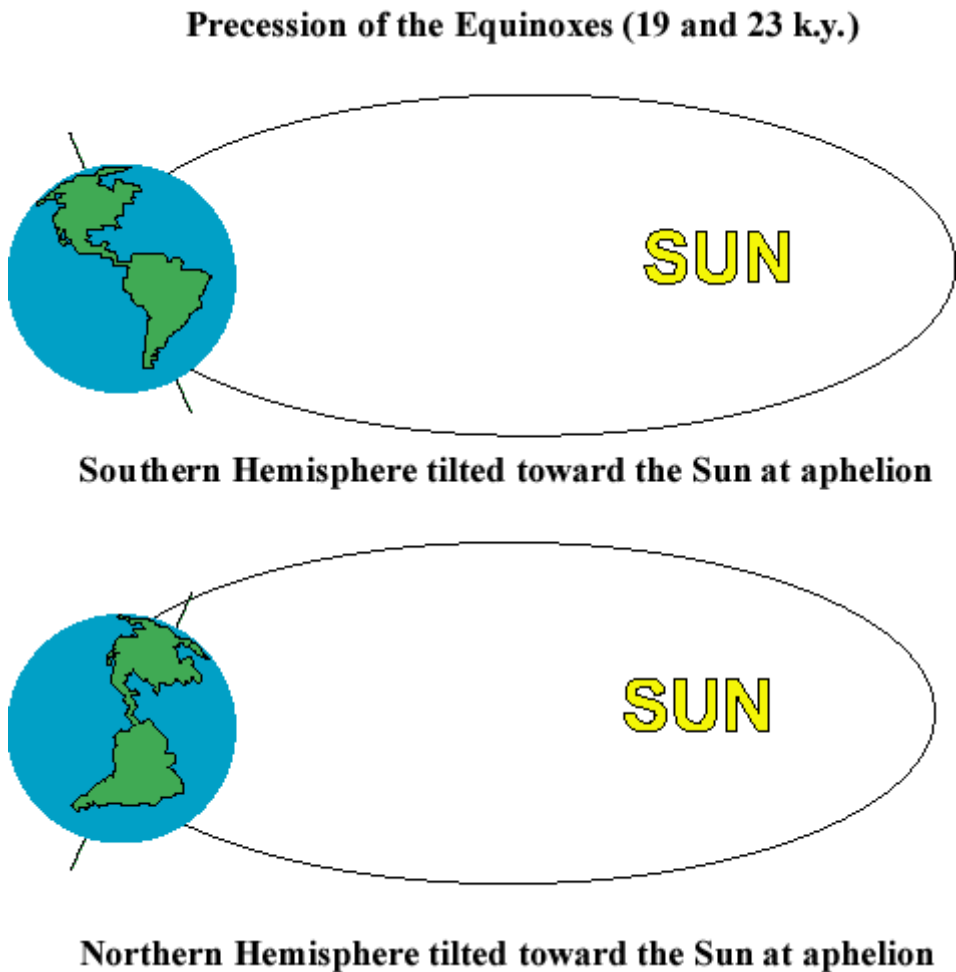 Precession of the Equinoxes (19 and 23 k.y.)
SUN
Southern Hemisphere tilted toward the Sun at aphelion
SUN
Northern Hemisphere tilted toward the Sun at aphelion